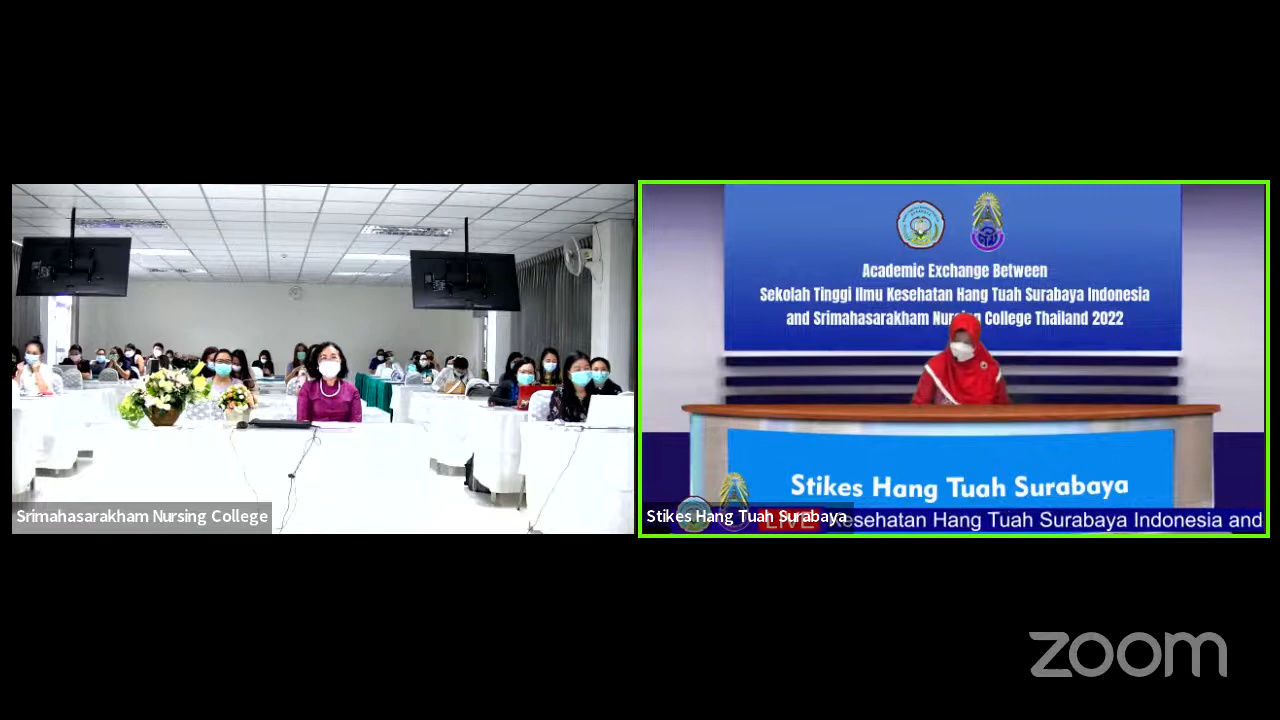 Academic Exchange Between
Sekolah Tinggi Ilmu Kesehatan Hang Tuah Surabaya Indonesia
and Srimahasarakham Nursing College Thailand 2022
Stikes Hang Tuah Surabaya
Srimahasarakham Nursing College
Stikes Hang Tuah Surabaya
LIVE Kesehatan Hang Tuah Surabaya Indonesia and
zoom